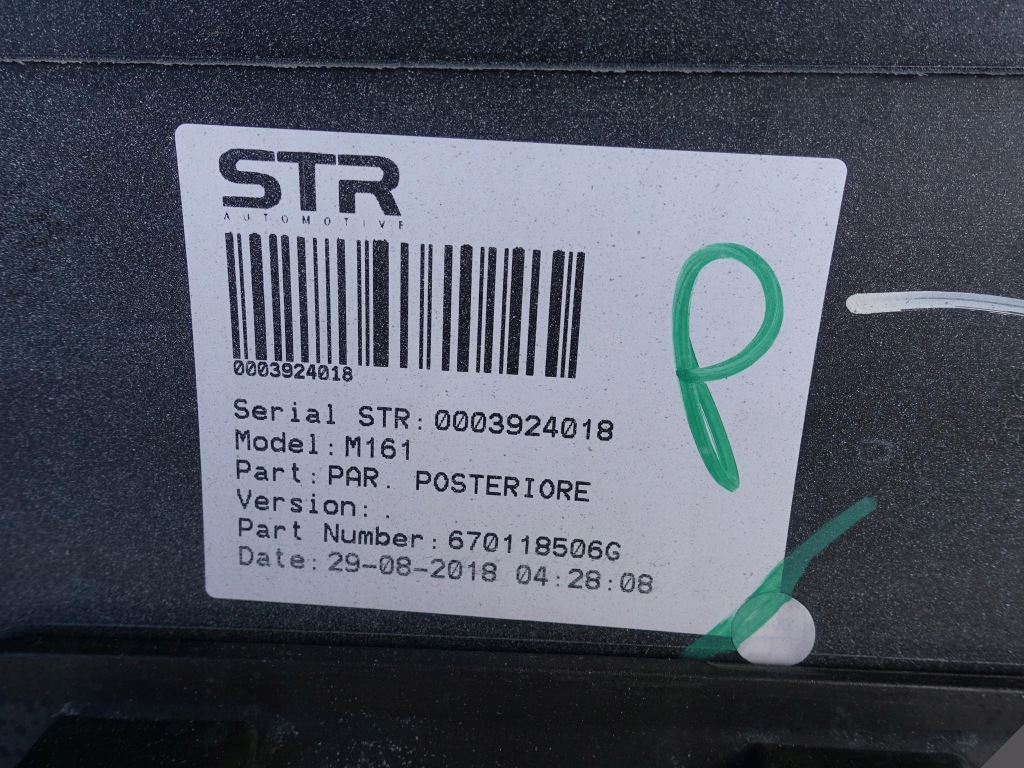 STR
AUTOMOTIVE
0003924018
Serial STR: 0003924018
Model: M161
Part: PAR. POSTERIORE
Version: .
Part Number: 670118506G
Date: 29-08-2018 04:28:08
P